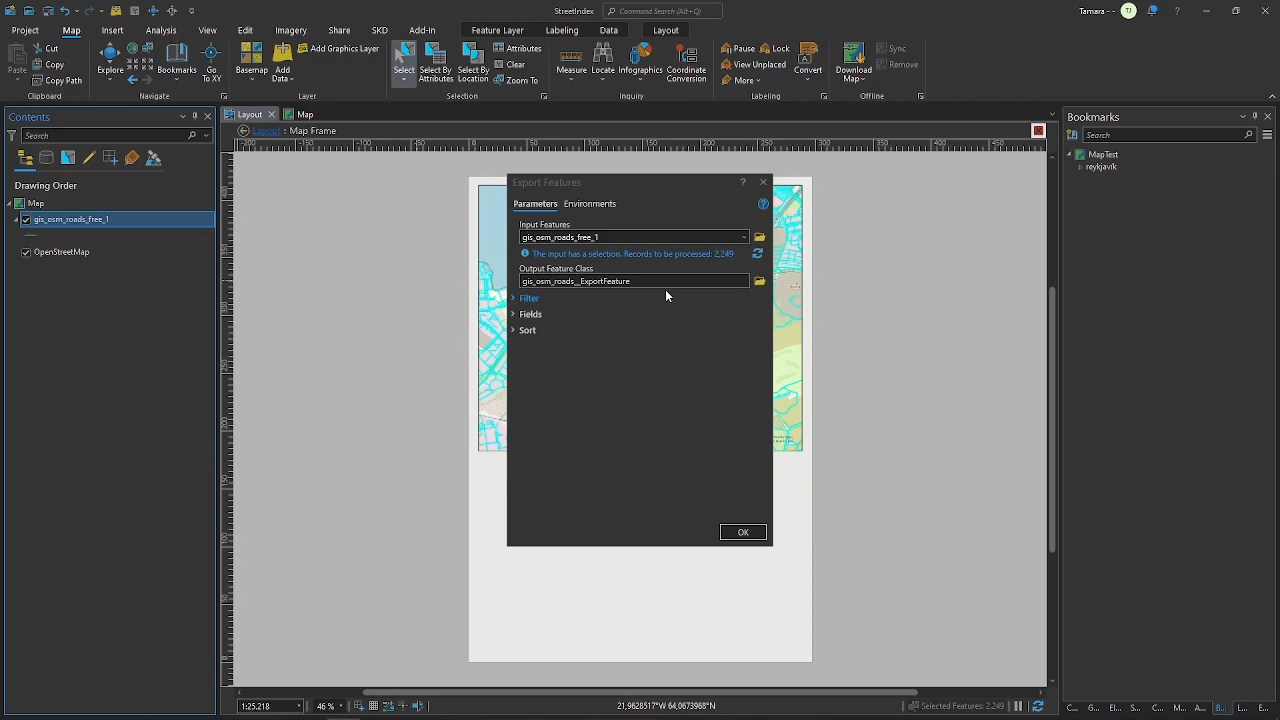 StreetIndex
Command Search (Alt+Q)
Tamara --
TJ
?
Project
Map
Insert
Analysis
View
Edit
Imagery
Share
SKD
Add-In
Feature Layer
Labeling
Data
Layout
Paste
Cut
Copy
Copy Path
Clipboard
Explore
Bookmarks
Go
To XY
Navigate
Basemap
Add
Data
Add Graphics Layer
Layer
Select
Select By
Attributes
Select By
Location
Attributes
Clear
Zoom To
Selection
Measure
Locate
Infographics
Coordinate
Conversion
Inquiry
Pause
Lock
View Unplaced
More
Convert
Labeling
Download
Map
Sync
Remove
Offline
Contents
Search
Drawing Order
Map
gis_osm_roads_free_1
OpenStreetMap
Layout
Map
Layout : Map Frame
Export Features
?
Parameters
Environments
Input Features
gis_osm_roads_free_1
The input has a selection. Records to be processed: 2,249
Output Feature Class
gis_osm_roads__ExportFeature
Filter
Fields
Sort
OK
Bookmarks
Search
MapTest
reykjavik
1:25.218
46 %
21,9628517°W 64,0673968°N
Selected Features: 2.249
C...
G...
El...
S...
C...
M...
A...
B...
L...
E...